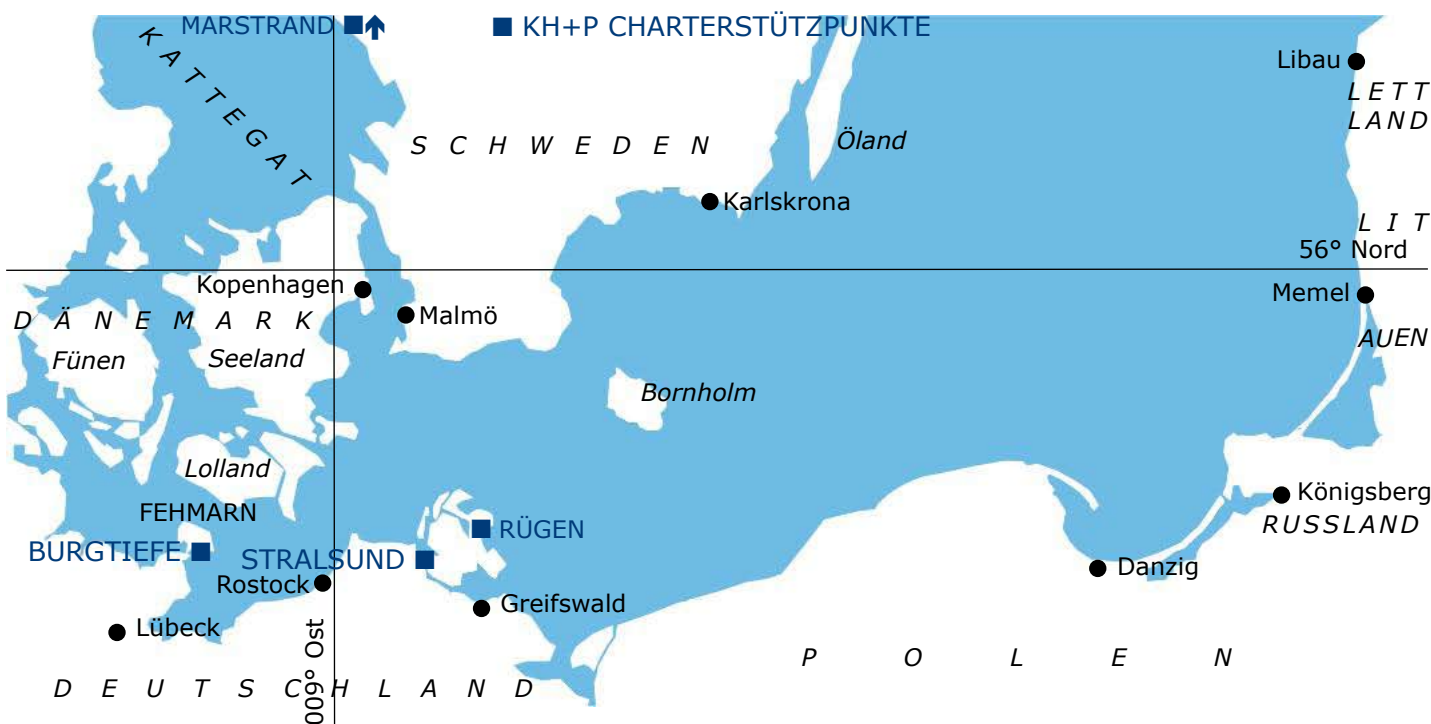 MARSTRAND
KH+P CHARTERSTÜTZPUNKTE
KATTEGAT
Libau
LETT
LAND
SCHWEDEN
Öland
Karlskrona
LIT
56° Nord
Kopenhagen
Memel
DÄNEMARK
Malmö
AUEN
Fünen
Seeland
Bornholm
Lolland
Königsberg
FEHMARN
RUSSLAND
RÜGEN
BURGTIEFE
STRALSUND
Danzig
Rostock
Greifswald
Lübeck
009° Ost
POLEN
DEUTSCHLAND